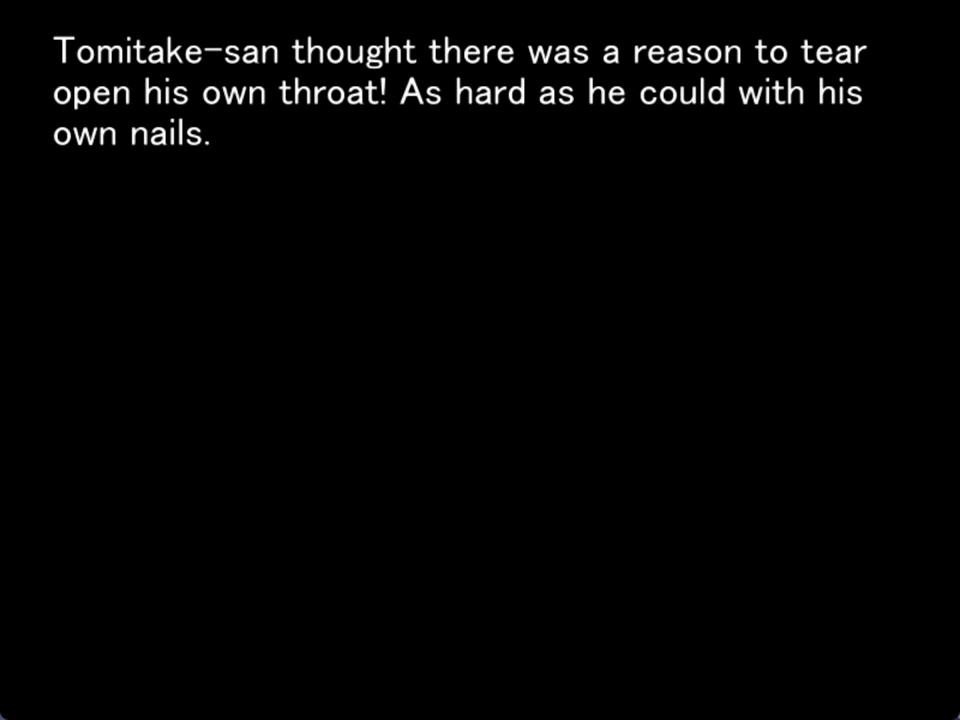 Tomitake-san thought there was a reason to tear
open his own throat! As hard as he could with his
own nails.